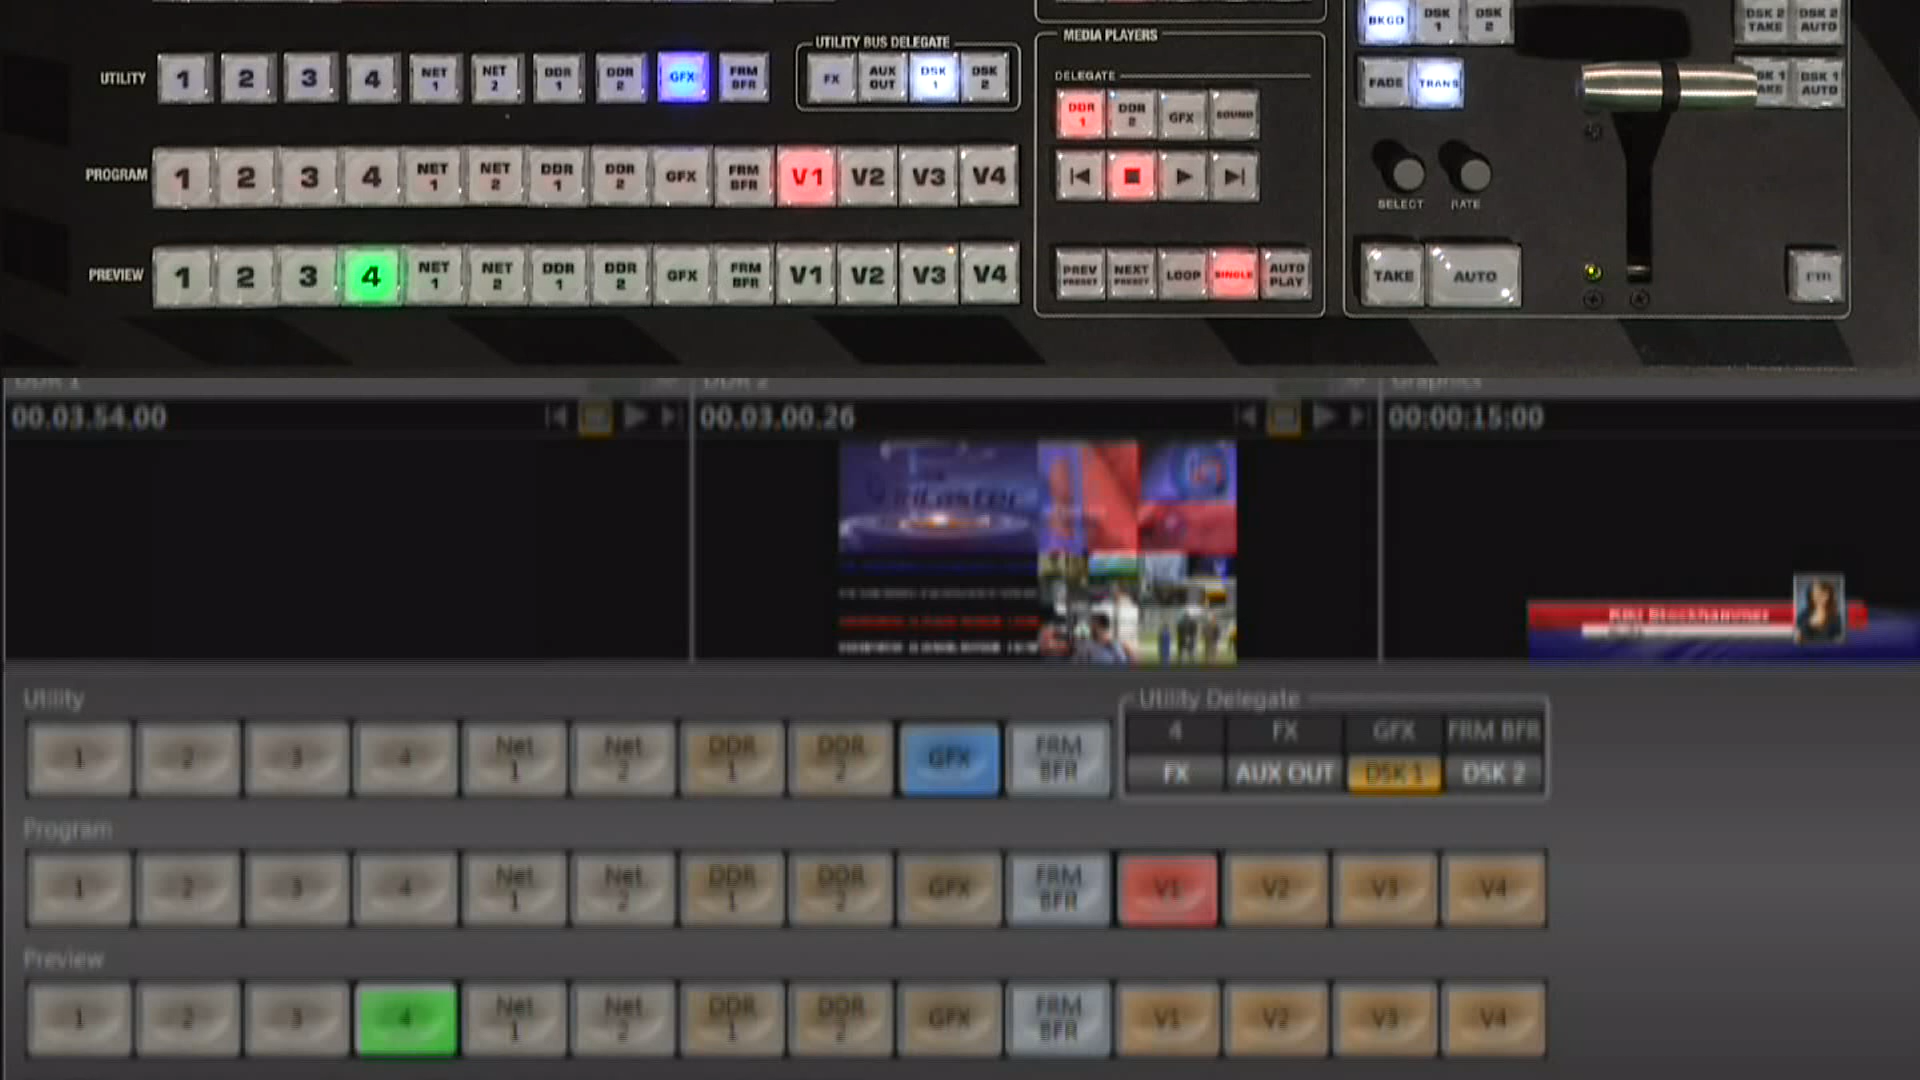 UTILITY 1 2 3 4 NET 1 NET 2 DDR 1 DDR 2 GFX FRM BFR
UTILITY BUS DELEGATE
FX AUX OUT DSK 1 DSK 2
PROGRAM 1 2 3 4 NET 1 NET 2 DDR 1 DDR 2 GFX FRM BFR V1 V2 V3 V4
PREVIEW 1 2 3 4 NET 1 NET 2 DDR 1 DDR 2 GFX FRM BFR V1 V2 V3 V4
MEDIA PLAYERS
DELEGATE
DDR 1 DDR 2 GFX SOUND
PREV PRESET NEXT PRESET LOOP SINGLE AUTO PLAY
BKGD DSK 1 DSK 2
DSK 2 TAKE DSK 2 AUTO
FADE TRANS
DSK 1 AUTO
SELECT RATE
TAKE AUTO
DDR 1 DDR 2 Graphics
00.03.54.00 00.03.00.26 00:00:15:00
Utility
1 2 3 4 Net 1 Net 2 DDR 1 DDR 2 GFX FRM BFR
Utility Delegate
4 FX GFX FRM BFR
FX AUX OUT DSK 1 DSK 2
Program
1 2 3 4 Net 1 Net 2 DDR 1 DDR 2 GFX FRM BFR V1 V2 V3 V4
Preview
1 2 3 4 Net 1 Net 2 DDR 1 DDR 2 GFX FRM BFR V1 V2 V3 V4